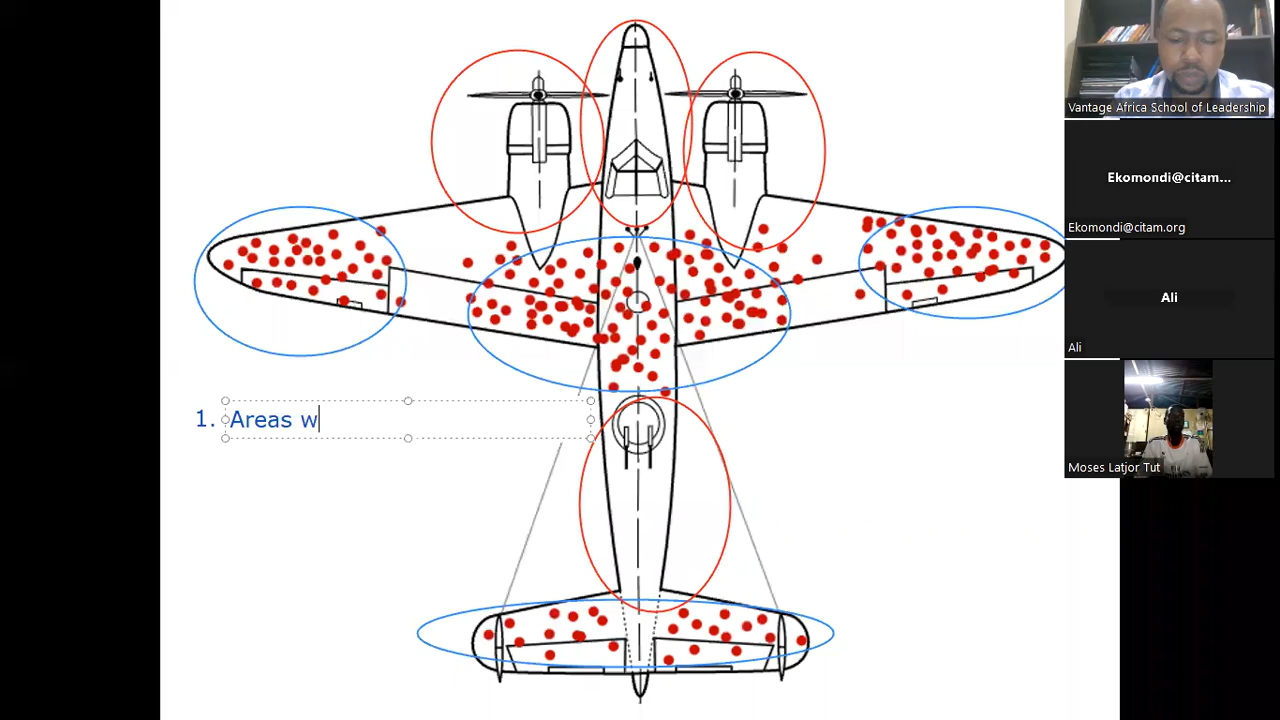 1. Areas w
Vantage Africa School of Leadership
Ekomondi@citam...
Ekomondi@citam.org
Ali
Ali
Moses Latjor Tut